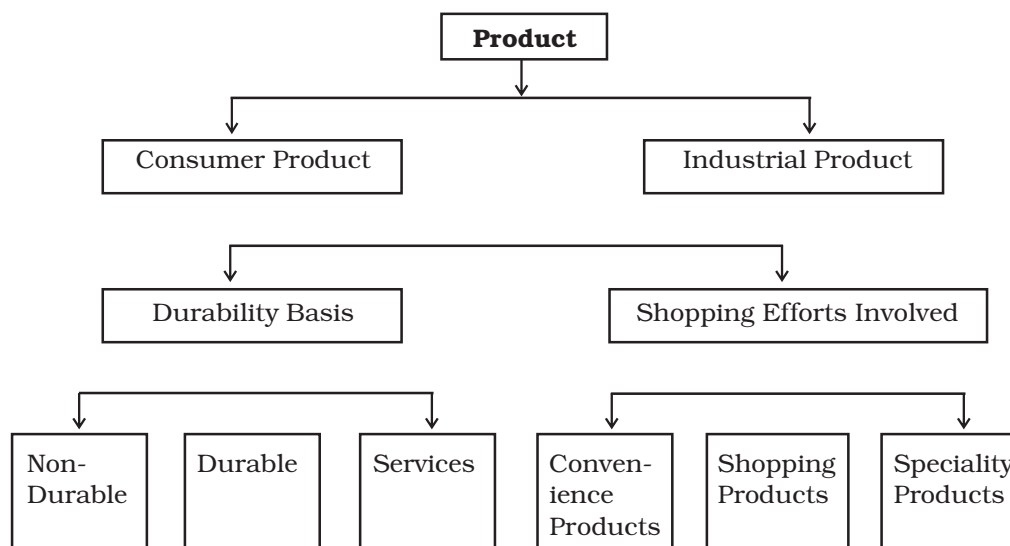 Product
Consumer Product
Industrial Product
Durability Basis
Shopping Efforts Involved
Non-
Durable
Durable
Services
Conven-
ience
Products
Shopping
Products
Speciality
Products